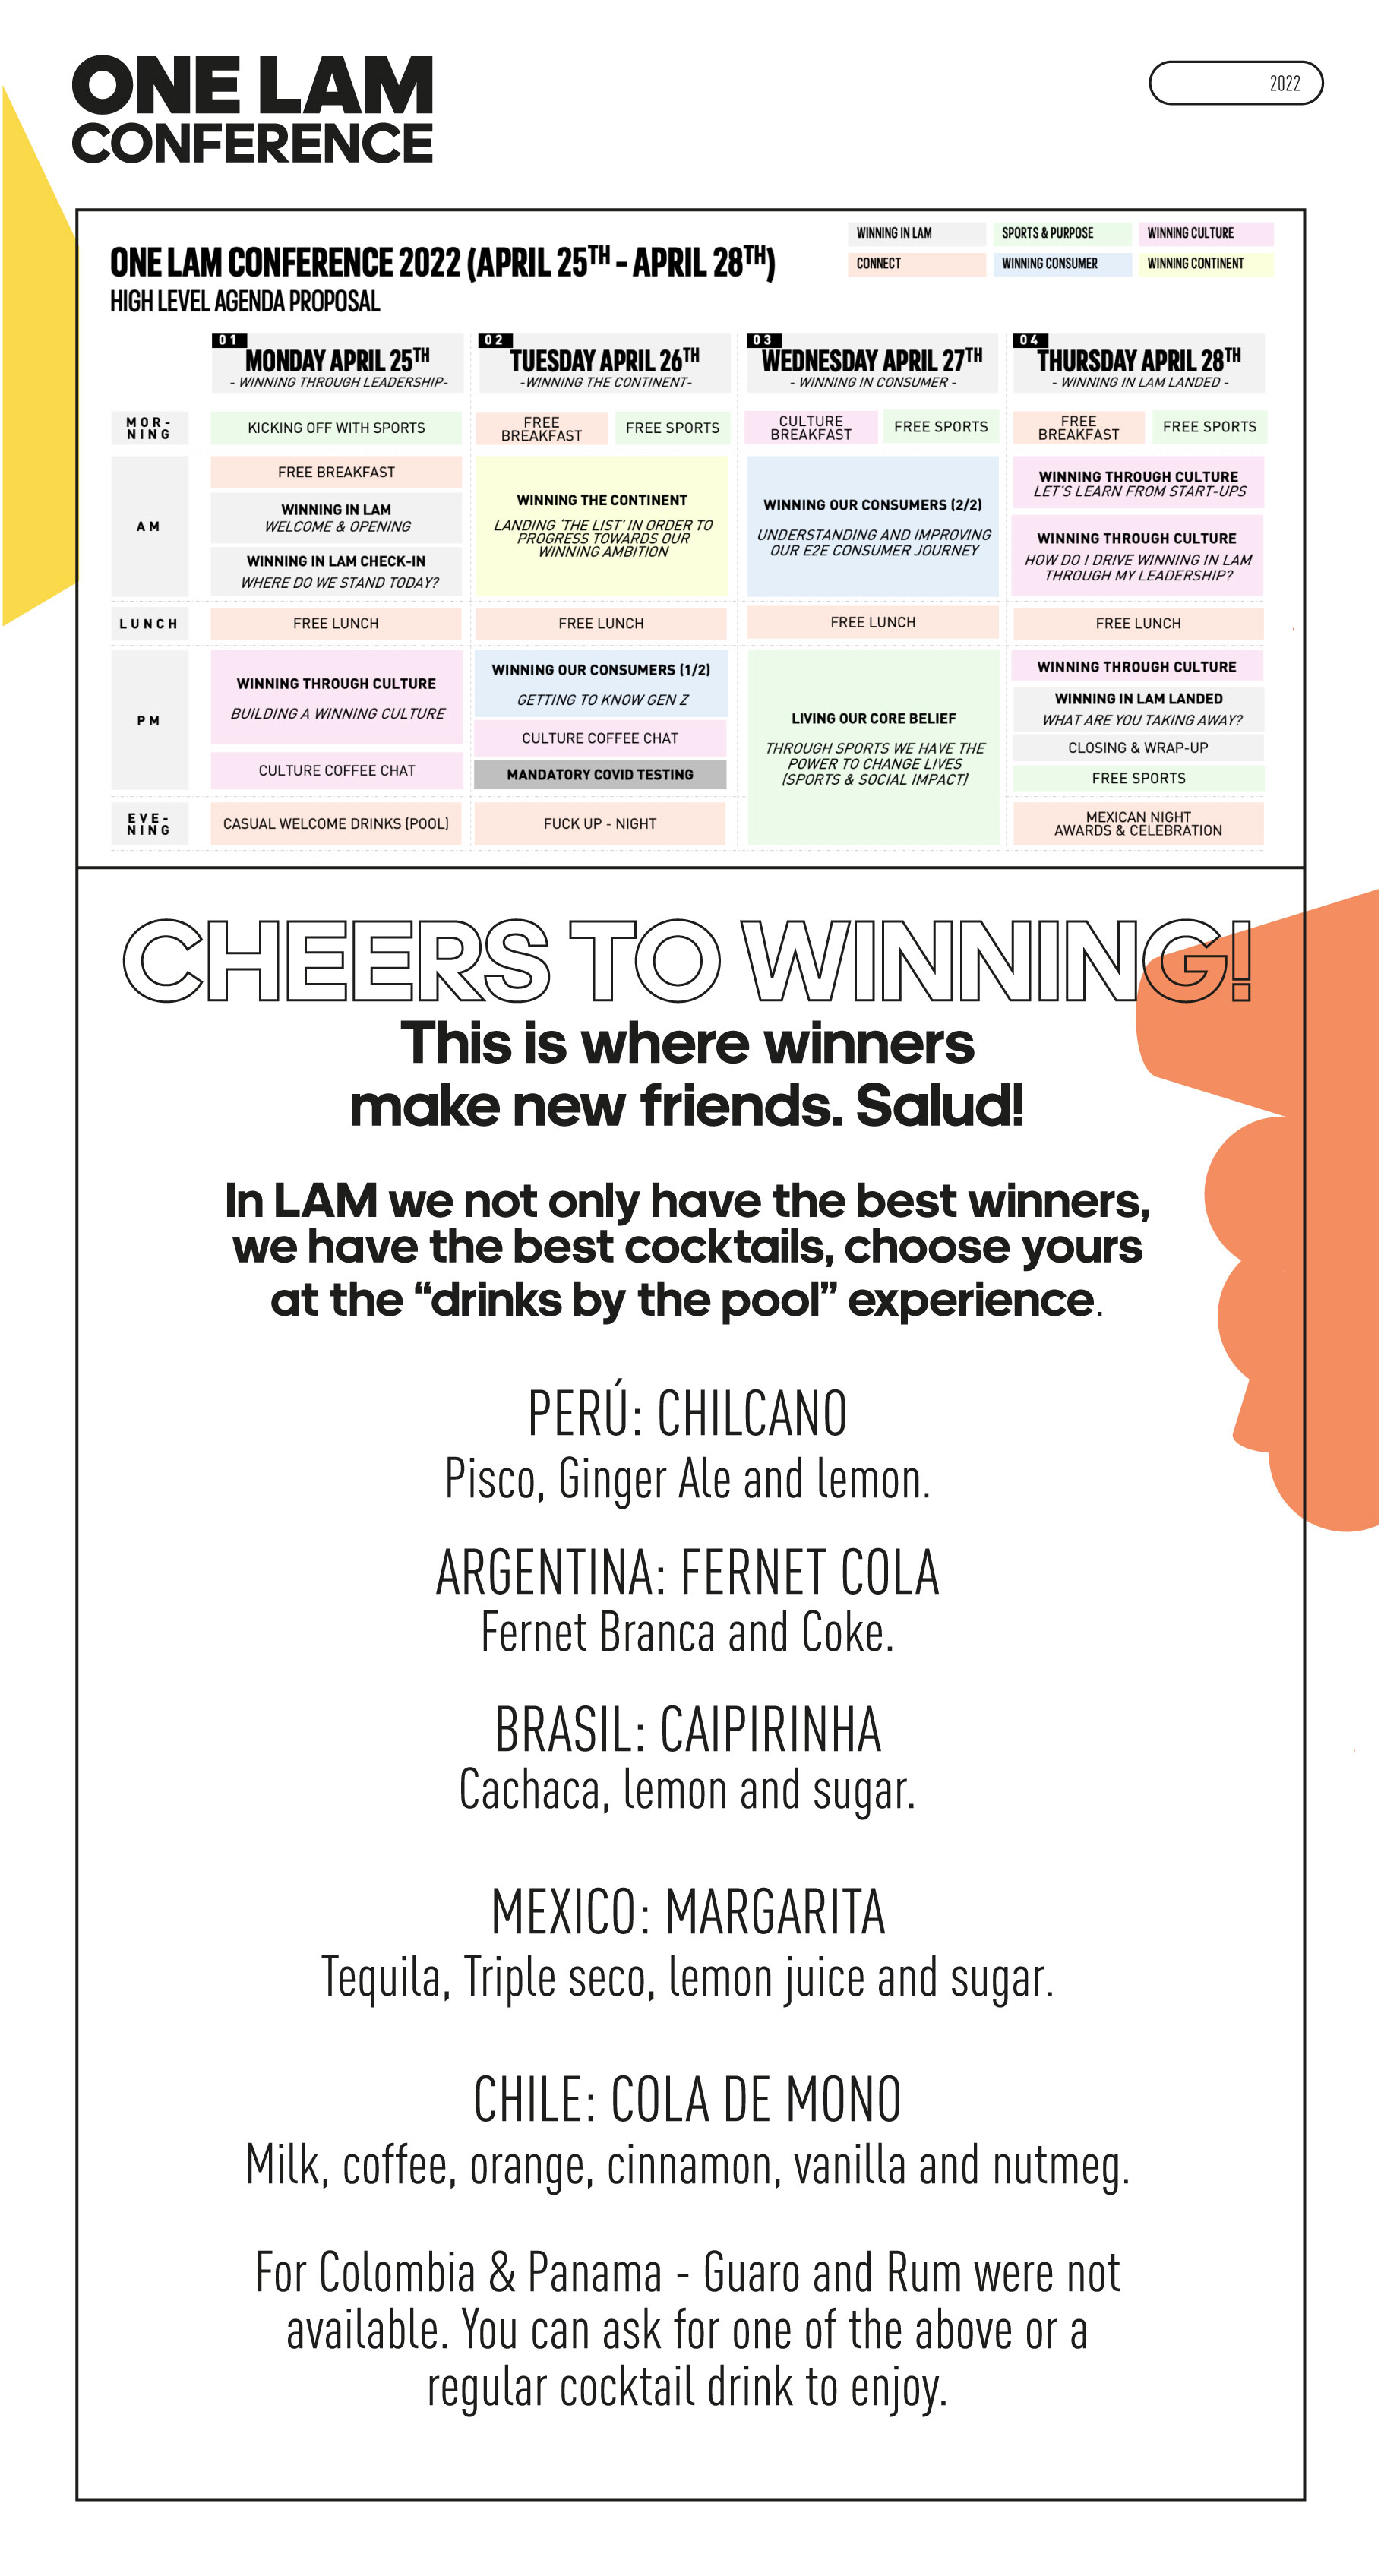 ONE LAM
CONFERENCE
2022
ONE LAM CONFERENCE 2022 (APRIL 25TH - APRIL 28TH)
HIGH LEVEL AGENDA PROPOSAL
WINNING IN LAM
SPORTS & PURPOSE
WINNING CULTURE
CONNECT
WINNING CONSUMER
WINNING CONTINENT
01
MONDAY APRIL 25TH
- WINNING THROUGH LEADERSHIP-
02
TUESDAY APRIL 26TH
-WINNING THE CONTINENT-
03
WEDNESDAY APRIL 27TH
- WINNING IN CONSUMER -
04
THURSDAY APRIL 28TH
- WINNING IN LAM LANDED -
MOR-
NING
KICKING OFF WITH SPORTS
FREE
BREAKFAST
FREE SPORTS
CULTURE
BREAKFAST
FREE SPORTS
FREE
BREAKFAST
FREE SPORTS
AM
FREE BREAKFAST
WINNING IN LAM
WELCOME & OPENING
WINNING IN LAM CHECK-IN
WHERE DO WE STAND TODAY?
WINNING THE CONTINENT
LANDING 'THE LIST' IN ORDER TO
PROGRESS TOWARDS OUR
WINNING AMBITION
WINNING OUR CONSUMERS (2/2)
UNDERSTANDING AND IMPROVING
OUR E2E CONSUMER JOURNEY
WINNING THROUGH CULTURE
LET'S LEARN FROM START-UPS
WINNING THROUGH CULTURE
HOW DO I DRIVE WINNING IN LAM
THROUGH MY LEADERSHIP?
LUNCH
FREE LUNCH
FREE LUNCH
FREE LUNCH
FREE LUNCH
PM
WINNING THROUGH CULTURE
BUILDING A WINNING CULTURE
CULTURE COFFEE CHAT
WINNING OUR CONSUMERS (1/2)
GETTING TO KNOW GEN Z
CULTURE COFFEE CHAT
MANDATORY COVID TESTING
LIVING OUR CORE BELIEF
THROUGH SPORTS WE HAVE THE
POWER TO CHANGE LIVES
(SPORTS & SOCIAL IMPACT)
WINNING THROUGH CULTURE
WINNING IN LAM LANDED
WHAT ARE YOU TAKING AWAY?
CLOSING & WRAP-UP
FREE SPORTS
EVE-
NING
CASUAL WELCOME DRINKS (POOL)
FUCK UP - NIGHT
MEXICAN NIGHT
AWARDS & CELEBRATION
CHEERS TO WINNING!
This is where winners
make new friends. Salud!
In LAM we not only have the best winners,
we have the best cocktails, choose yours
at the “drinks by the pool” experience.
PERÚ: CHILCANO
Pisco, Ginger Ale and lemon.
ARGENTINA: FERNET COLA
Fernet Branca and Coke.
BRASIL: CAIPIRINHA
Cachaca, lemon and sugar.
MEXICO: MARGARITA
Tequila, Triple seco, lemon juice and sugar.
CHILE: COLA DE MONO
Milk, coffee, orange, cinnamon, vanilla and nutmeg.
For Colombia & Panama - Guaro and Rum were not
available. You can ask for one of the above or a
regular cocktail drink to enjoy.